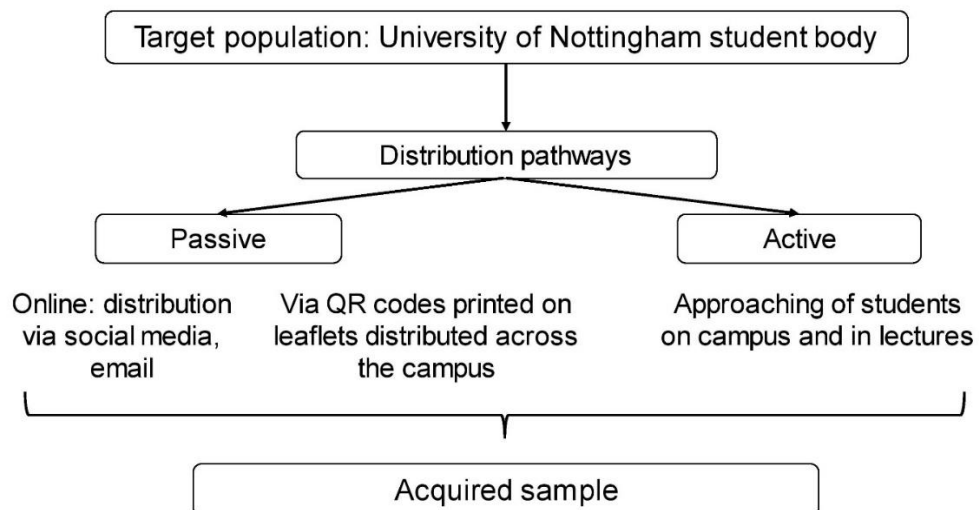 Target population: University of Nottingham student body
Distribution pathways
Passive
Active
Online: distribution
via social media,
email
Via QR codes printed on
leaflets distributed across
the campus
Approaching of students
on campus and in lectures
Acquired sample